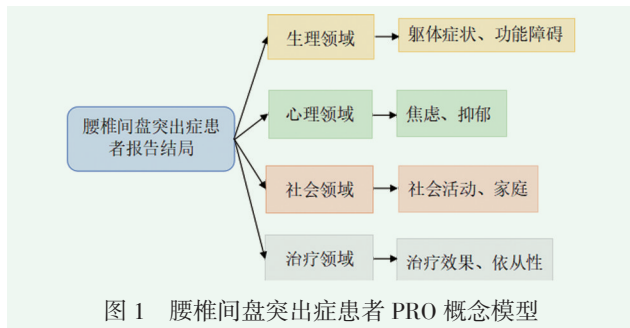 生理领域
躯体症状、功能障碍
心理领域
焦虑、抑郁
腰椎间盘突出症患
者报告结局
社会领域
社会活动、家庭
治疗领域
治疗效果、依从性
图 1 腰椎间盘突出症患者 PRO 概念模型